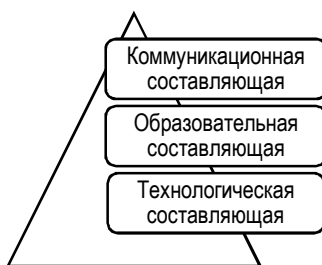 Коммуникационная
составляющая
Образовательная
составляющая
Технологическая
составляющая